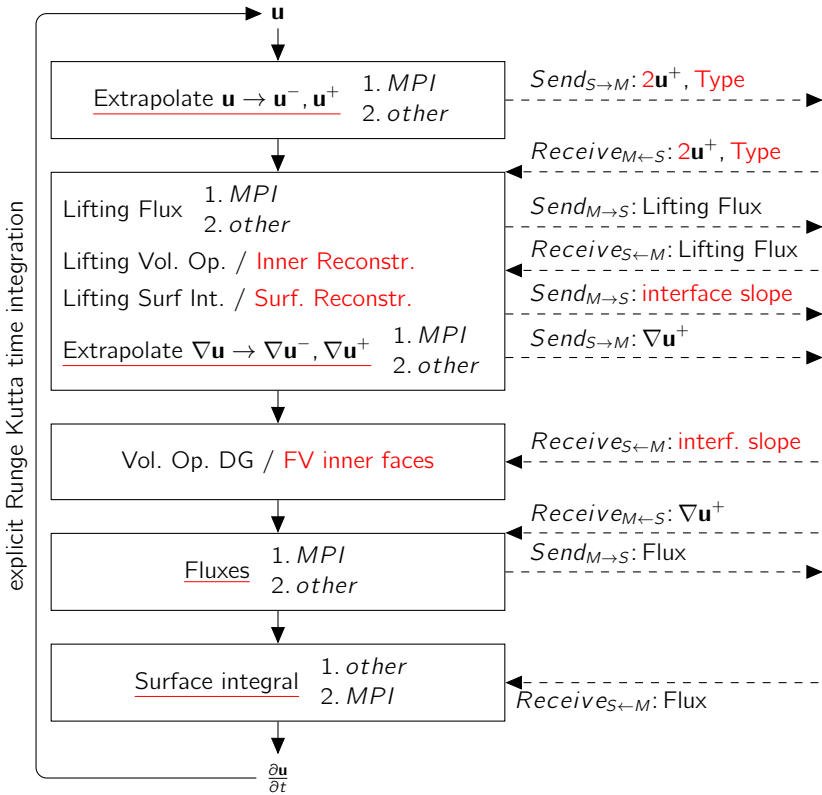 u
Extrapolate u → u⁻, u⁺
1. MPI
2. other
Send_{S→M}: 2u⁺, Type
Receive_{M←S}: 2u⁺, Type
Lifting Flux
1. MPI
2. other
Send_{M→S}: Lifting Flux
Receive_{S←M}: Lifting Flux
Lifting Vol. Op. / Inner Reconstr.
Lifting Surf Int. / Surf. Reconstr.
Send_{M→S}: interface slope
Extrapolate ∇u → ∇u⁻, ∇u⁺
1. MPI
2. other
Send_{S→M}: ∇u⁺
Vol. Op. DG / FV inner faces
Receive_{S←M}: interf. slope
Receive_{M←S}: ∇u⁺
Fluxes
1. MPI
2. other
Send_{M→S}: Flux
Surface integral
1. other
2. MPI
Receive_{S←M}: Flux
∂u/∂t
explicit Runge Kutta time integration